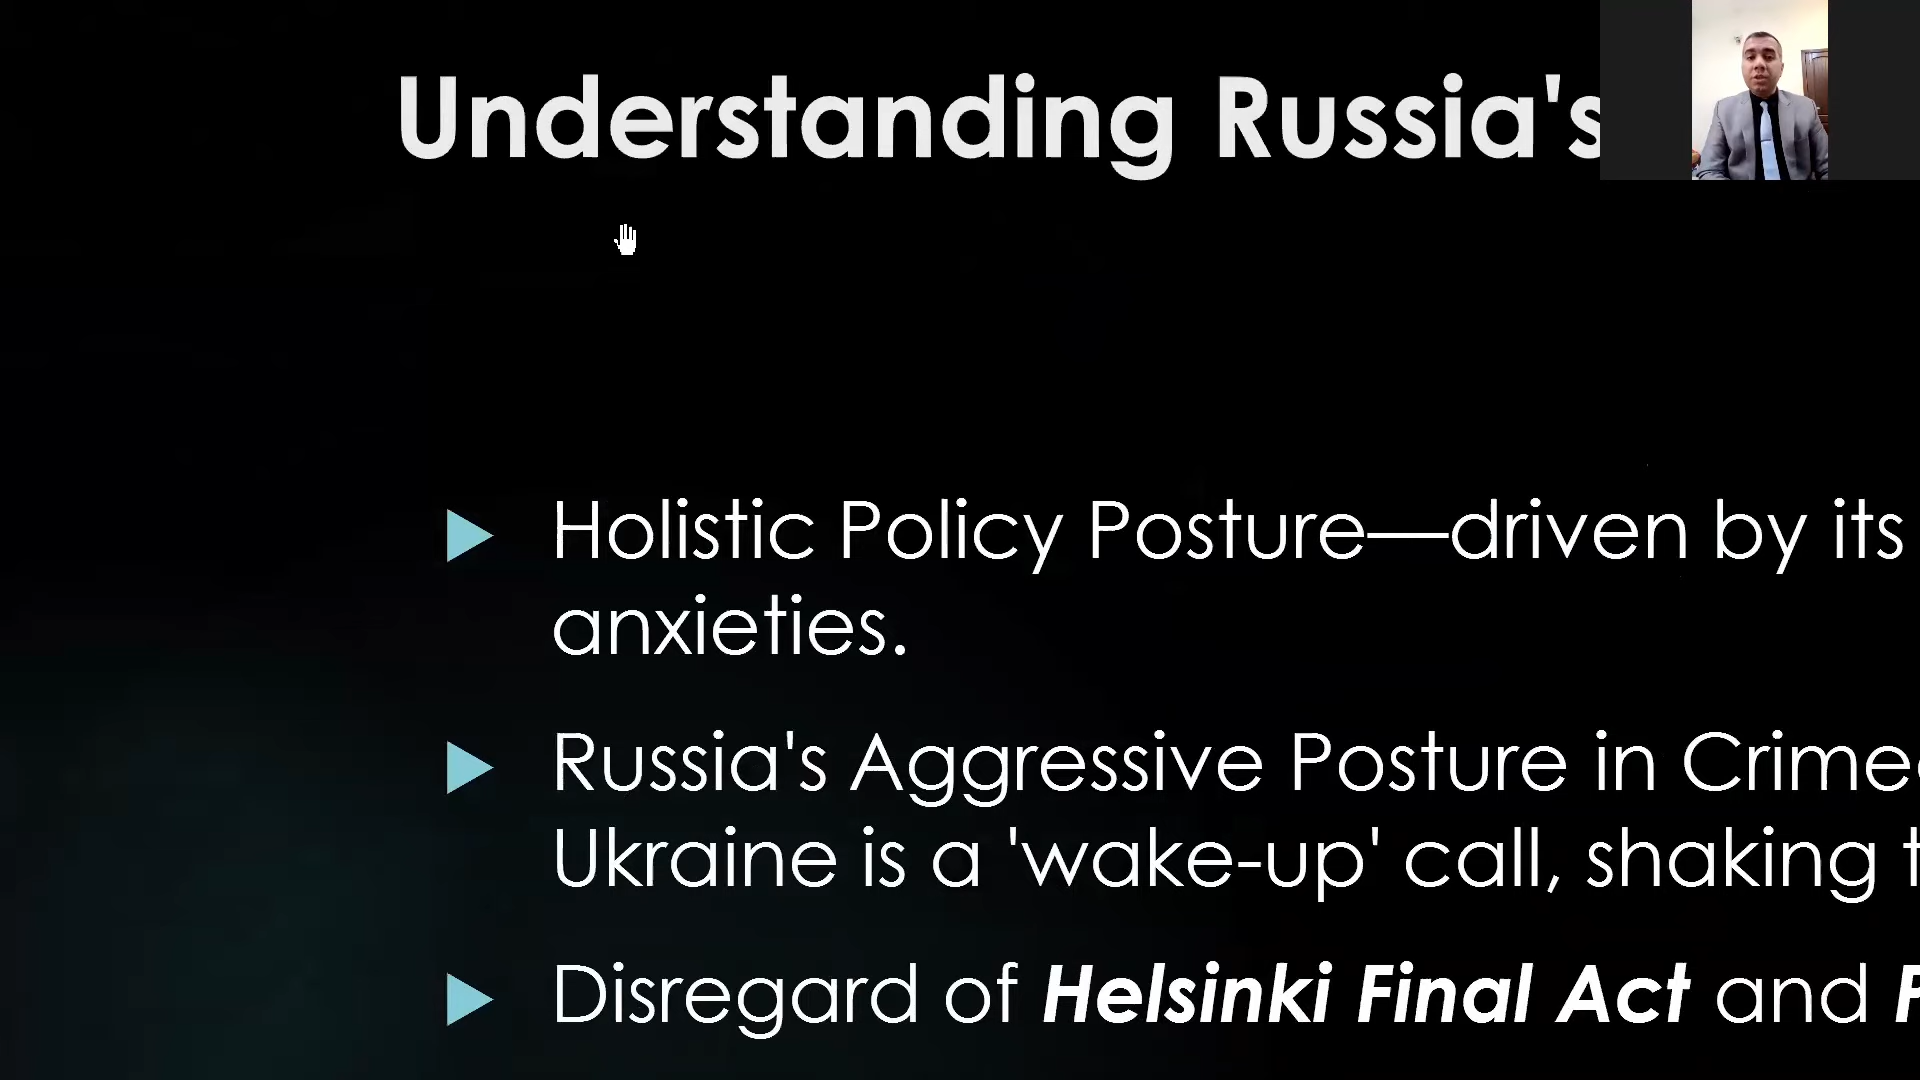 Understanding Russia's
Holistic Policy Posture—driven by its
anxieties.
Russia's Aggressive Posture in Crime
Ukraine is a 'wake-up' call, shaking
Disregard of Helsinki Final Act and